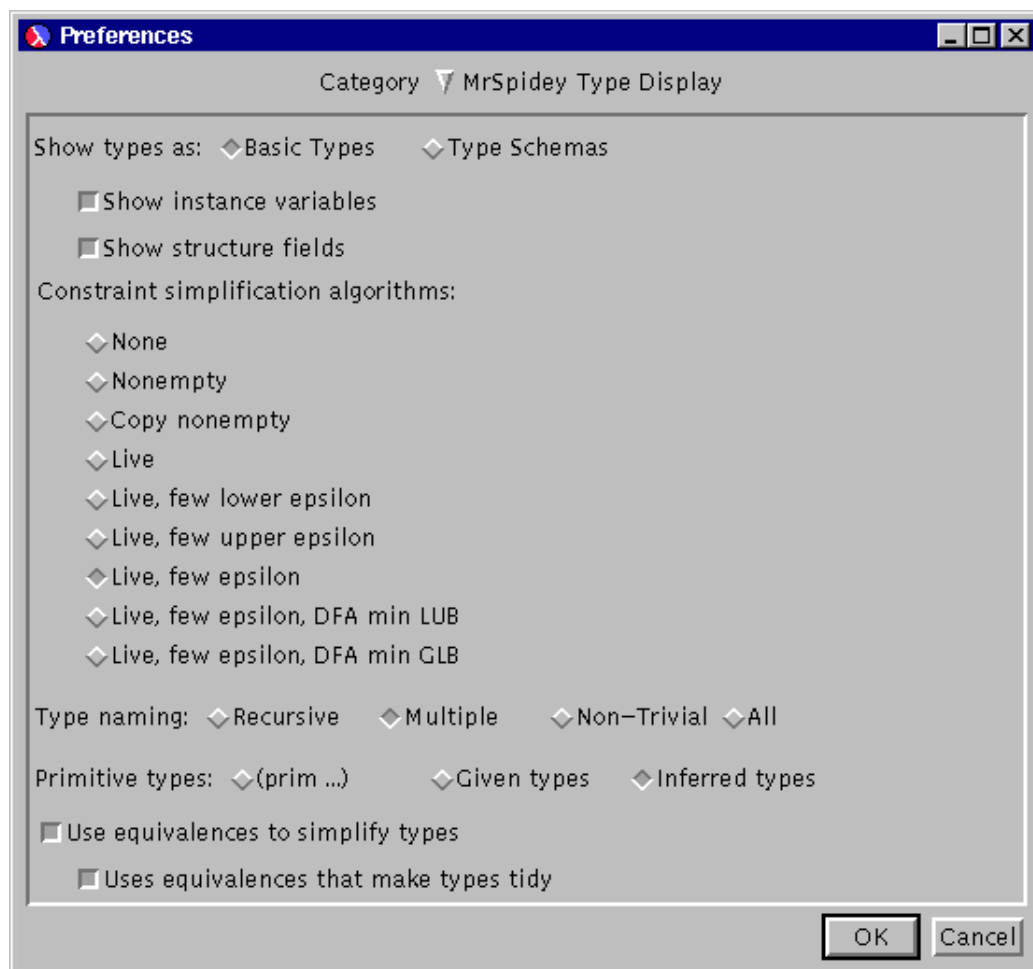 Preferences
Category MrSpidey Type Display
Show types as: Basic Types Type Schemas
Show instance variables
Show structure fields
Constraint simplification algorithms:
None
Nonempty
Copy nonempty
Live
Live, few lower epsilon
Live, few upper epsilon
Live, few epsilon
Live, few epsilon, DFA min LUB
Live, few epsilon, DFA min GLB
Type naming: Recursive Multiple Non-Trivial All
Primitive types: (prim ...) Given types Inferred types
Use equivalences to simplify types
Uses equivalences that make types tidy
OK Cancel